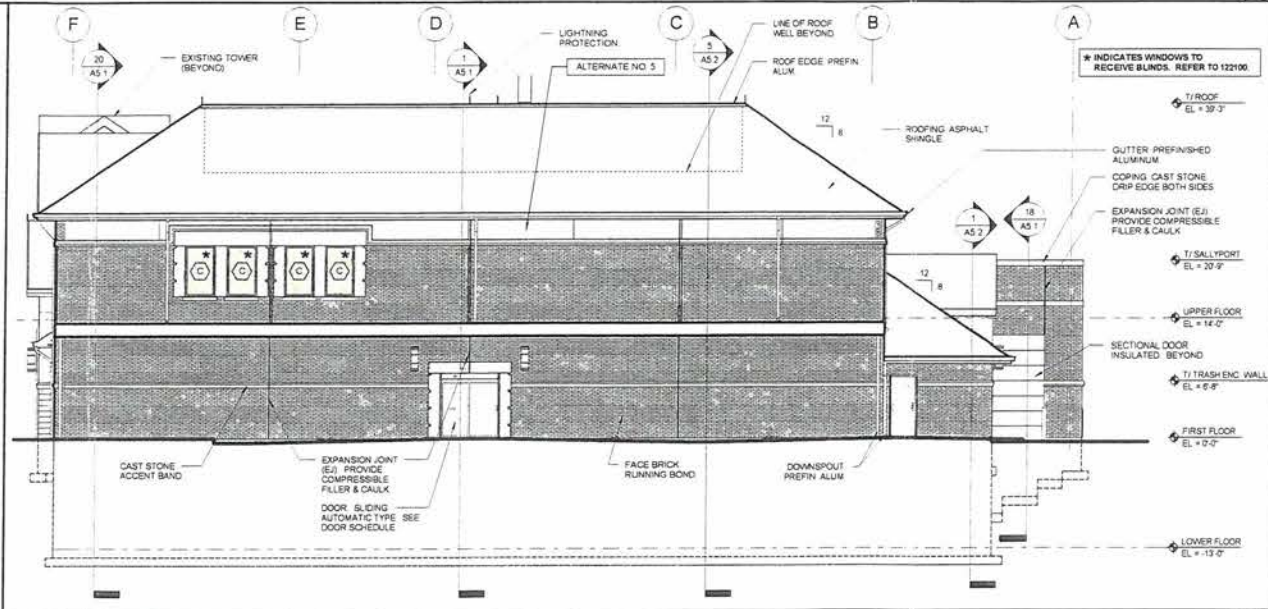 F
E
D
C
B
A
20
A5.1
EXISTING TOWER
(BEYOND)
1
A5.1
LIGHTNING
PROTECTION
ALTERNATE NO. 5
5
A5.2
LINE OF ROOF
WELL BEYOND
ROOF EDGE PREFIN
ALUM.
* INDICATES WINDOWS TO
RECEIVE BLINDS. REFER TO 122100.
T/ ROOF
EL = 39'-3"
12
8
ROOFING ASPHALT
SHINGLE
GUTTER PREFINISHED
ALUMINUM
COPING CAST STONE
DRIP EDGE BOTH SIDES
1
A5.2
18
A5.1
EXPANSION JOINT (EJ)
PROVIDE COMPRESSIBLE
FILLER & CAULK
* * * *
C C C C
12
8
T/ SALLYPORT
EL = 20'-9"
UPPER FLOOR
EL = 14'-0"
SECTIONAL DOOR
INSULATED BEYOND
T/ TRASH ENC. WALL
EL = 6'-8"
FIRST FLOOR
EL = 0'-0"
CAST STONE
ACCENT BAND
EXPANSION JOINT
(EJ) PROVIDE
COMPRESSIBLE
FILLER & CAULK
DOOR SLIDING
AUTOMATIC TYPE SEE
DOOR SCHEDULE
FACE BRICK
RUNNING BOND
DOWNSPOUT
PREFIN ALUM
LOWER FLOOR
EL = -13'-0"